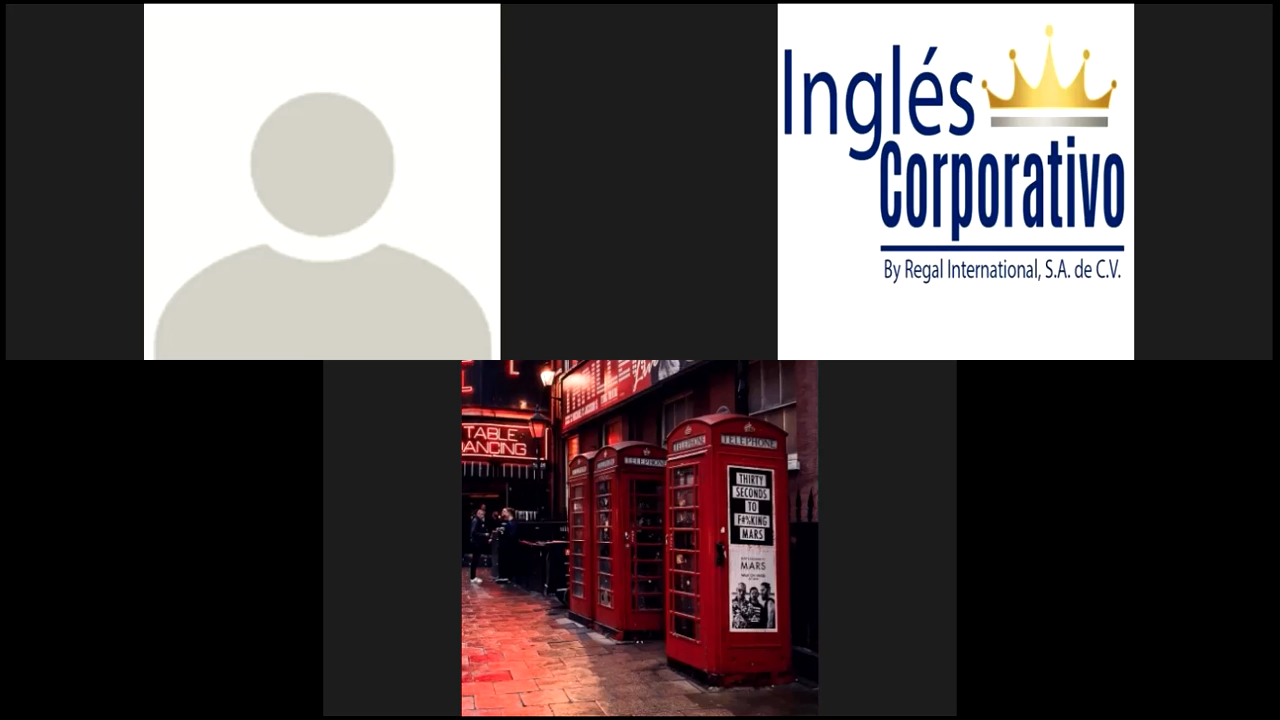 Inglés
Corporativo
By Regal International, S.A. de C.V.
TABLE
DANCING
TELEPHONE
TELEPHONE
THIRTY
SECONDS
TO
F#%KING
MARS
MARS